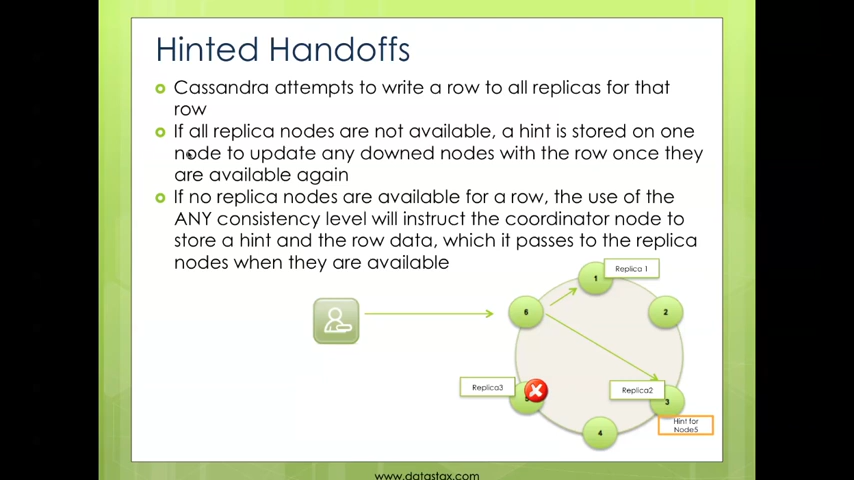 Hinted Handoffs
Cassandra attempts to write a row to all replicas for that
row
If all replica nodes are not available, a hint is stored on one
node to update any downed nodes with the row once they
are available again
If no replica nodes are available for a row, the use of the
ANY consistency level will instruct the coordinator node to
store a hint and the row data, which it passes to the replica
nodes when they are available
Replica 1
1
6
2
Replica3
Replica2
3
Hint for
Node5
4
www.datastax.com